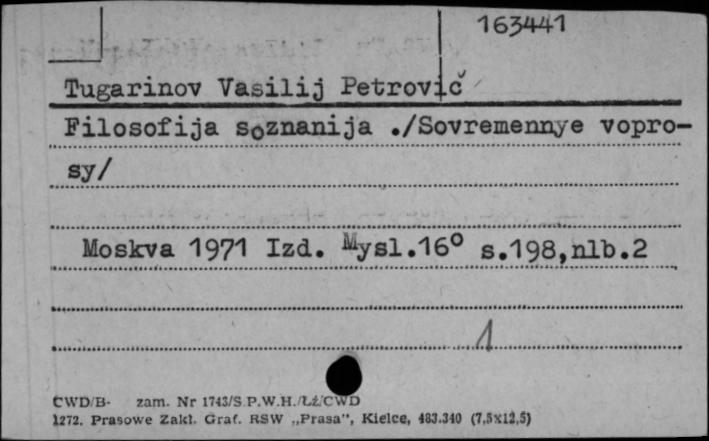 163441
Tugarinov Vasilij Petrovič
Filosofija soznanija ./Sovremennye vopro-
sy/
Moskva 1971 Izd. Mysl.16° s.198,nlb.2
1
CWD/B- zam. Nr 1743/S.P.W.H./Łż/CWD
1272. Prasowe Zakł. Graf. RSW „Prasa", Kielce, 483.340 (7,5x12,5)